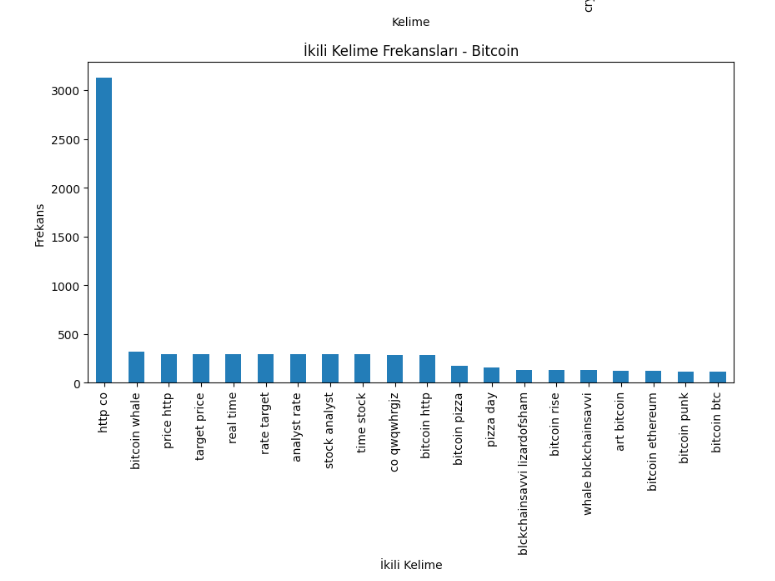 cry
Kelime
İkili Kelime Frekansları - Bitcoin
Frekans
3000
2500
2000
1500
1000
500
0
http co
bitcoin whale
price http
target price
real time
rate target
analyst rate
stock analyst
time stock
co qwqwhrgjz
bitcoin http
bitcoin pizza
pizza day
blckchainsavvi lizardofsham
bitcoin rise
whale blckchainsavvi
art bitcoin
bitcoin ethereum
bitcoin punk
bitcoin btc
İkili Kelime